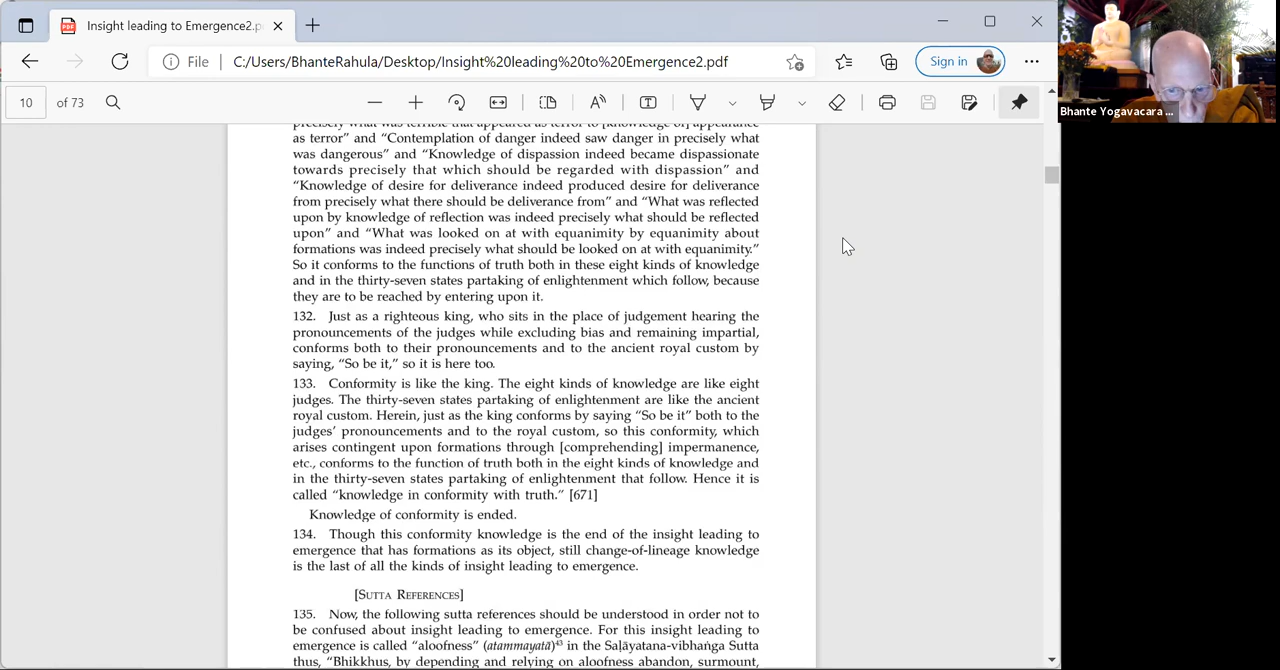 Insight leading to Emergence2.p
File
C:/Users/BhanteRahula/Desktop/Insight%20leading%20to%20Emergence2.pdf
Sign in
10 of 73
as terror” and “Contemplation of danger indeed saw danger in precisely what
was dangerous” and “Knowledge of dispassion indeed became dispassionate
towards precisely that which should be regarded with dispassion” and
“Knowledge of desire for deliverance indeed produced desire for deliverance
from precisely what there should be deliverance from” and “What was reflected
upon by knowledge of reflection was indeed precisely what should be reflected
upon” and “What was looked on at with equanimity by equanimity about
formations was indeed precisely what should be looked on at with equanimity.”
So it conforms to the functions of truth both in these eight kinds of knowledge
and in the thirty-seven states partaking of enlightenment which follow, because
they are to be reached by entering upon it.
132. Just as a righteous king, who sits in the place of judgement hearing the
pronouncements of the judges while excluding bias and remaining impartial,
conforms both to their pronouncements and to the ancient royal custom by
saying, “So be it,” so it is here too.
133. Conformity is like the king. The eight kinds of knowledge are like eight
judges. The thirty-seven states partaking of enlightenment are like the ancient
royal custom. Herein, just as the king conforms by saying “So be it” both to the
judges’ pronouncements and to the royal custom, so this conformity, which
arises contingent upon formations through [comprehending] impermanence,
etc., conforms to the function of truth both in the eight kinds of knowledge and
in the thirty-seven states partaking of enlightenment that follow. Hence it is
called “knowledge in conformity with truth.” [671]
Knowledge of conformity is ended.
134. Though this conformity knowledge is the end of the insight leading to
emergence that has formations as its object, still change-of-lineage knowledge
is the last of all the kinds of insight leading to emergence.
[SUTTA REFERENCES]
135. Now, the following sutta references should be understood in order not to
be confused about insight leading to emergence. For this insight leading to
emergence is called “aloofness” (atammayatā)43 in the Saḷāyatana-vibhaṅga Sutta
thus, “Bhikkhus, by depending and relying on aloofness abandon, surmount,
Bhante Yogavacara ...